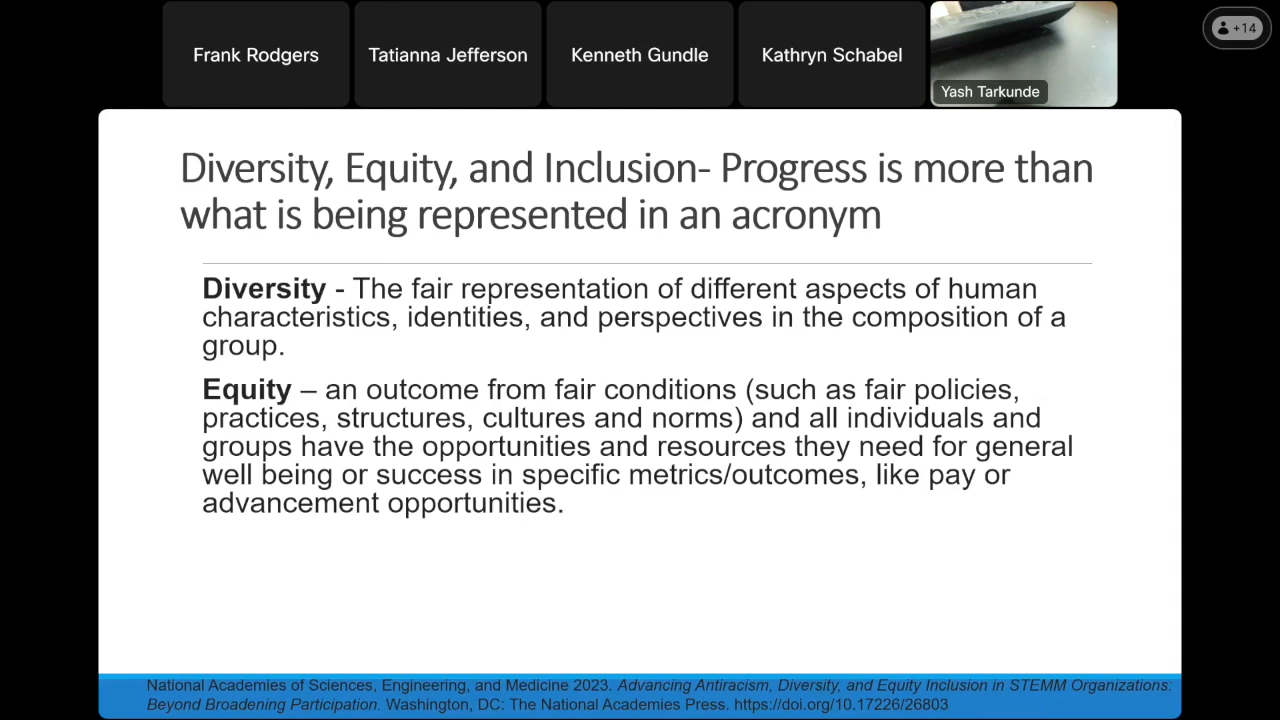 Frank Rodgers
Tatianna Jefferson
Kenneth Gundle
Kathryn Schabel
Yash Tarkunde
+14
Diversity, Equity, and Inclusion- Progress is more than
what is being represented in an acronym
Diversity - The fair representation of different aspects of human
characteristics, identities, and perspectives in the composition of a
group.
Equity – an outcome from fair conditions (such as fair policies,
practices, structures, cultures and norms) and all individuals and
groups have the opportunities and resources they need for general
well being or success in specific metrics/outcomes, like pay or
advancement opportunities.
National Academies of Sciences, Engineering, and Medicine 2023. Advancing Antiracism, Diversity, and Equity Inclusion in STEMM Organizations:
Beyond Broadening Participation. Washington, DC: The National Academies Press. https://doi.org/10.17226/26803